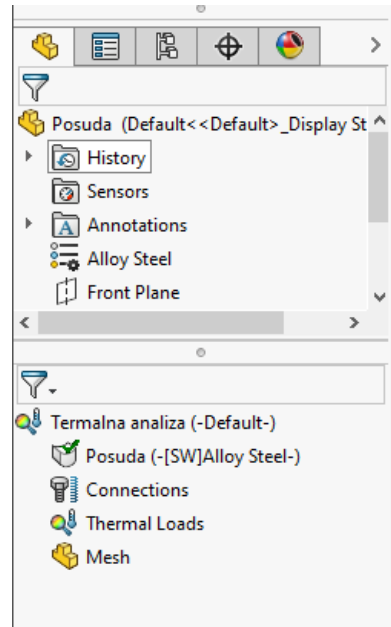 Posuda (Default<<Default>_Display St
History
Sensors
A Annotations
Alloy Steel
Front Plane
Termalna analiza (-Default-)
Posuda (-[SW]Alloy Steel-)
Connections
Thermal Loads
Mesh